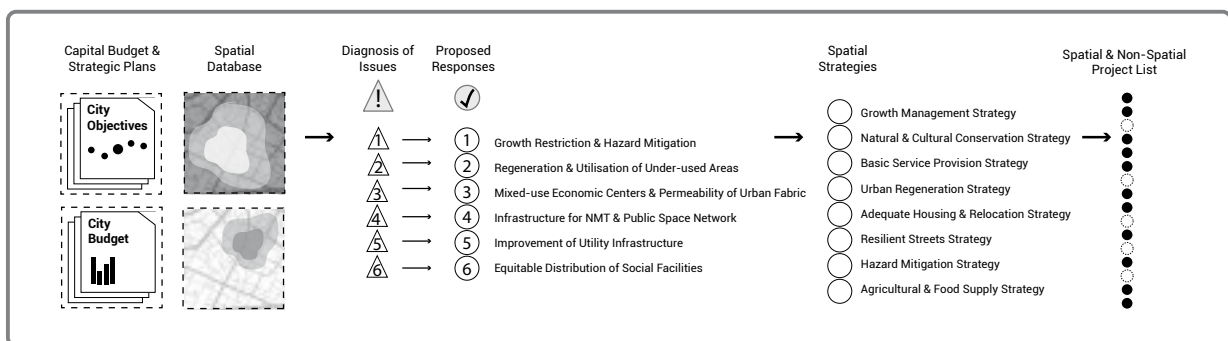 Capital Budget &
Strategic Plans
Spatial
Database
Diagnosis of
Issues
Proposed
Responses
Spatial
Strategies
Spatial & Non-Spatial
Project List
City
Objectives
City
Budget
!
1
1
Growth Restriction & Hazard Mitigation
2
2
Regeneration & Utilisation of Under-used Areas
3
3
Mixed-use Economic Centers & Permeability of Urban Fabric
4
4
Infrastructure for NMT & Public Space Network
5
5
Improvement of Utility Infrastructure
6
6
Equitable Distribution of Social Facilities
Growth Management Strategy
Natural & Cultural Conservation Strategy
Basic Service Provision Strategy
Urban Regeneration Strategy
Adequate Housing & Relocation Strategy
Resilient Streets Strategy
Hazard Mitigation Strategy
Agricultural & Food Supply Strategy